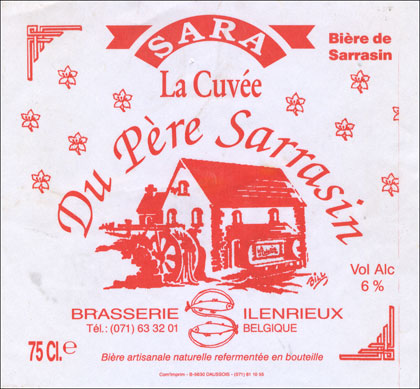 SARA
Bière de
Sarrasin
La Cuvée
Du Père Sarrasin
Vol Alc
6 %
BRASSERIE ILENRIEUX
Tél.: (071) 63 32 01 BELGIQUE
75 Cl. e
Bière artisanale naturelle refermentée en bouteille